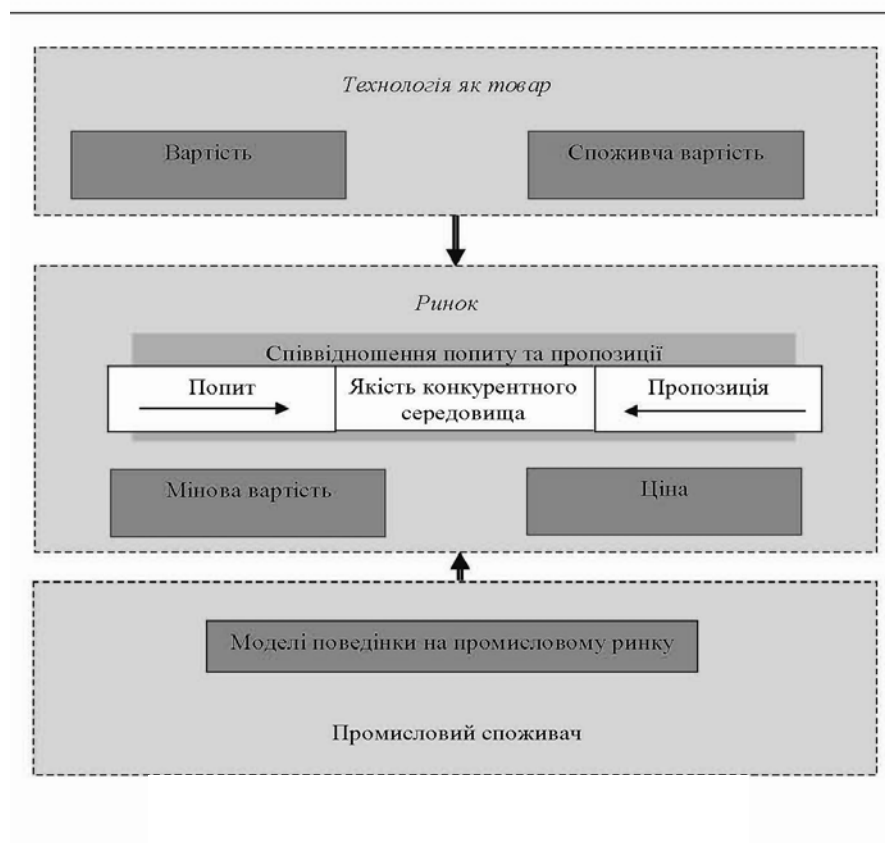 Технологія як товар
Вартість
Споживча вартість
Ринок
Співвідношення попиту та пропозиції
Попит
Якість конкурентного
середовища
Пропозиція
Мінова вартість
Ціна
Моделі поведінки на промисловому ринку
Промисловий споживач